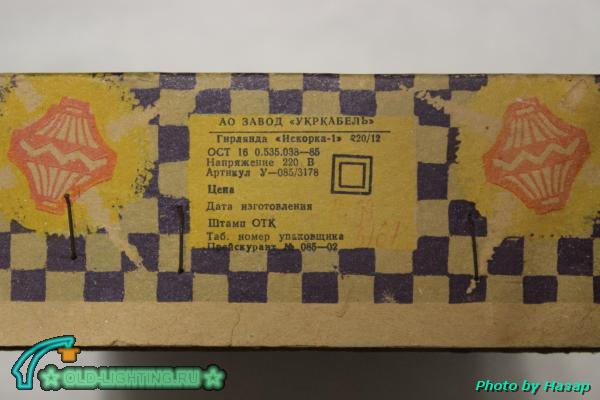 АО ЗАВОД «УКРКАБЕЛЬ»
Гирлянда «Искорка-1» 220/12
ОСТ 16 0.535.038—85
Напряжение 220 В
Артикул У—085/3178
Цена
Дата изготовления
Штамп ОТК
Таб. номер упаковщика
Прейскурант № 085—02
OLD-LIGHTING.RU
Photo by Назар